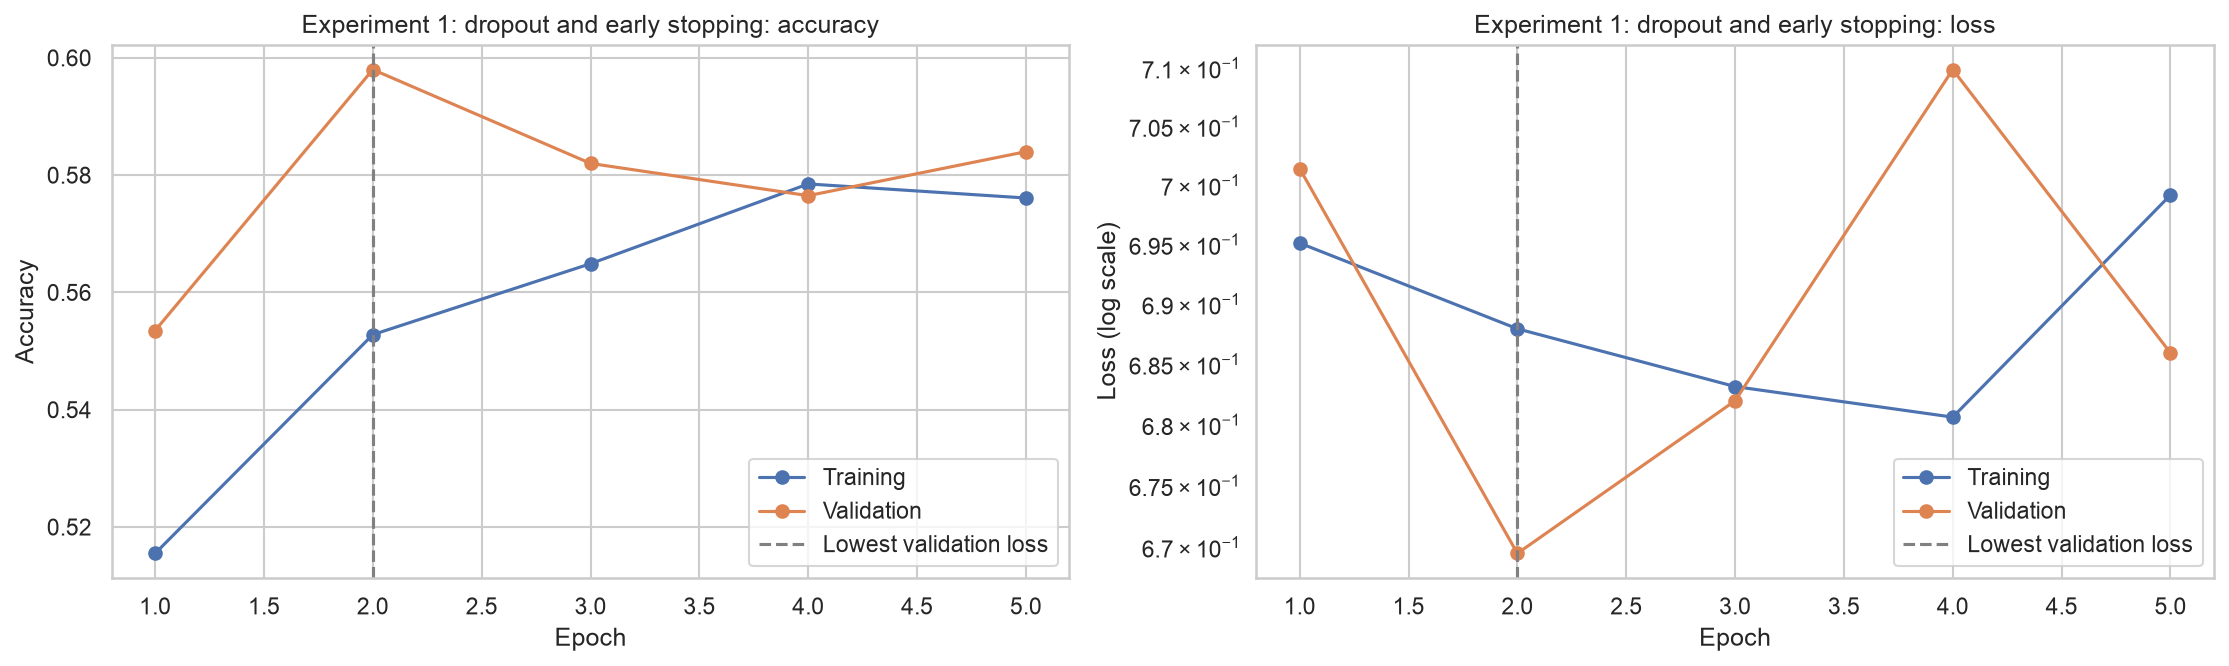 Experiment 1: dropout and early stopping: accuracy
0.60
0.58
0.56
0.54
0.52
Accuracy
1.0 1.5 2.0 2.5 3.0 3.5 4.0 4.5 5.0
Epoch
Training
Validation
Lowest validation loss
Experiment 1: dropout and early stopping: loss
7.1 × 10⁻¹
7.05 × 10⁻¹
7 × 10⁻¹
6.95 × 10⁻¹
6.9 × 10⁻¹
6.85 × 10⁻¹
6.8 × 10⁻¹
6.75 × 10⁻¹
6.7 × 10⁻¹
Loss (log scale)
1.0 1.5 2.0 2.5 3.0 3.5 4.0 4.5 5.0
Epoch
Training
Validation
Lowest validation loss